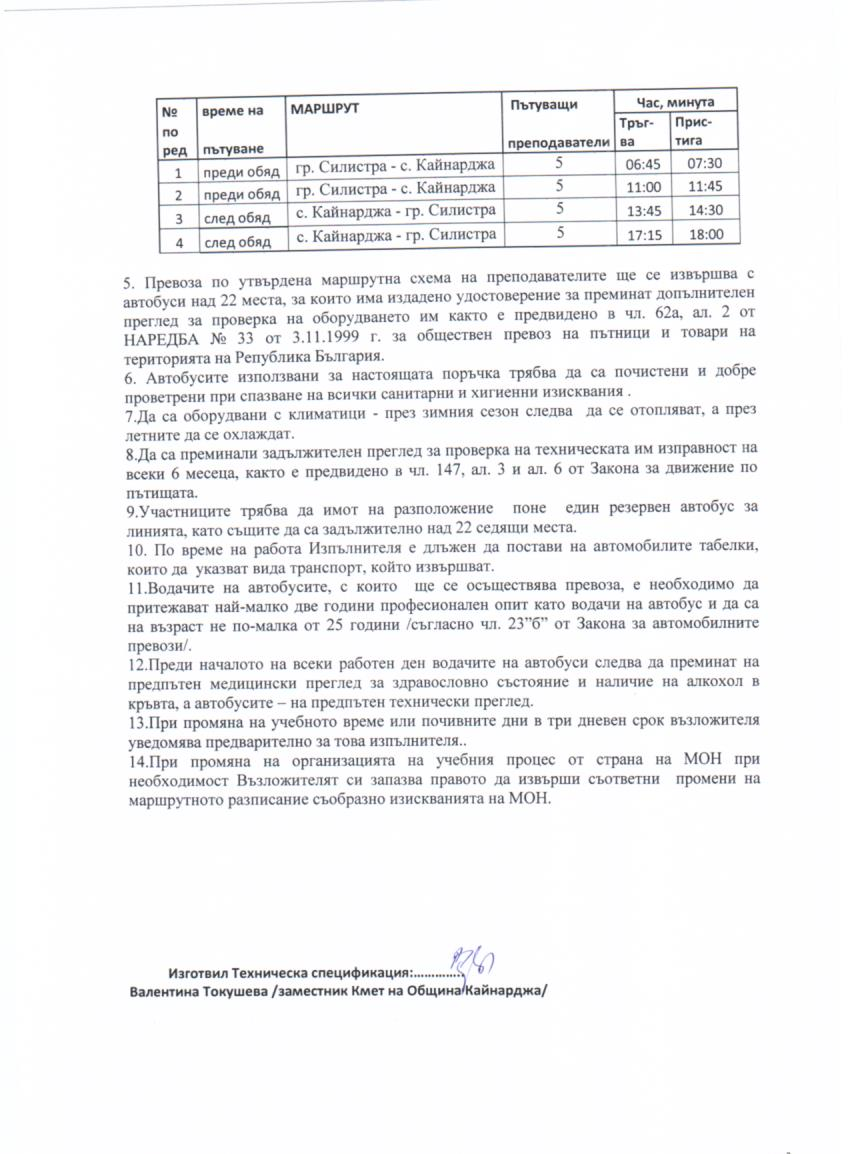 № по ред | време на пътуване | МАРШРУТ | Пътуващи преподаватели | Час, минута
Тръг-ва | Прис-тига
1 | преди обяд | гр. Силистра - с. Кайнарджа | 5 | 06:45 | 07:30
2 | преди обяд | гр. Силистра - с. Кайнарджа | 5 | 11:00 | 11:45
3 | след обяд | с. Кайнарджа - гр. Силистра | 5 | 13:45 | 14:30
4 | след обяд | с. Кайнарджа - гр. Силистра | 5 | 17:15 | 18:00
5. Превоза по утвърдена маршрутна схема на преподавателите ще се извършва с
автобуси над 22 места, за които има издадено удостоверение за преминат допълнителен
преглед за проверка на оборудването им както е предвидено в чл. 62а, ал. 2 от
НАРЕДБА № 33 от 3.11.1999 г. за обществен превоз на пътници и товари на
територията на Република България.
6. Автобусите използвани за настоящата поръчка трябва да са почистени и добре
проветрени при спазване на всички санитарни и хигиенни изисквания .
7.Да са оборудвани с климатици - през зимния сезон следва да се отопляват, а през
летните да се охлаждат.
8.Да са преминали задължителен преглед за проверка на техническата им изправност на
всеки 6 месеца, както е предвидено в чл. 147, ал. 3 и ал. 6 от Закона за движение по
пътищата.
9.Участниците трябва да имот на разположение поне един резервен автобус за
линията, като същите да са задължително над 22 седящи места.
10. По време на работа Изпълнителя е длъжен да постави на автомобилите табелки,
които да указват вида транспорт, който извършват.
11.Водачите на автобусите, с които ще се осъществява превоза, е необходимо да
притежават най-малко две години професионален опит като водачи на автобус и да са
на възраст не по-малка от 25 години /съгласно чл. 23”б” от Закона за автомобилните
превози/.
12.Преди началото на всеки работен ден водачите на автобуси следва да преминат на
предпътен медицински преглед за здравословно състояние и наличие на алкохол в
кръвта, а автобусите – на предпътен технически преглед.
13.При промяна на учебното време или почивните дни в три дневен срок възложителя
уведомява предварително за това изпълнителя..
14.При промяна на организацията на учебния процес от страна на МОН при
необходимост Възложителят си запазва правото да извърши съответни промени на
маршрутното разписание съобразно изискванията на МОН.
Изготвил Техническа спецификация:..............
Валентина Токушева /заместник Кмет на Община Кайнарджа/